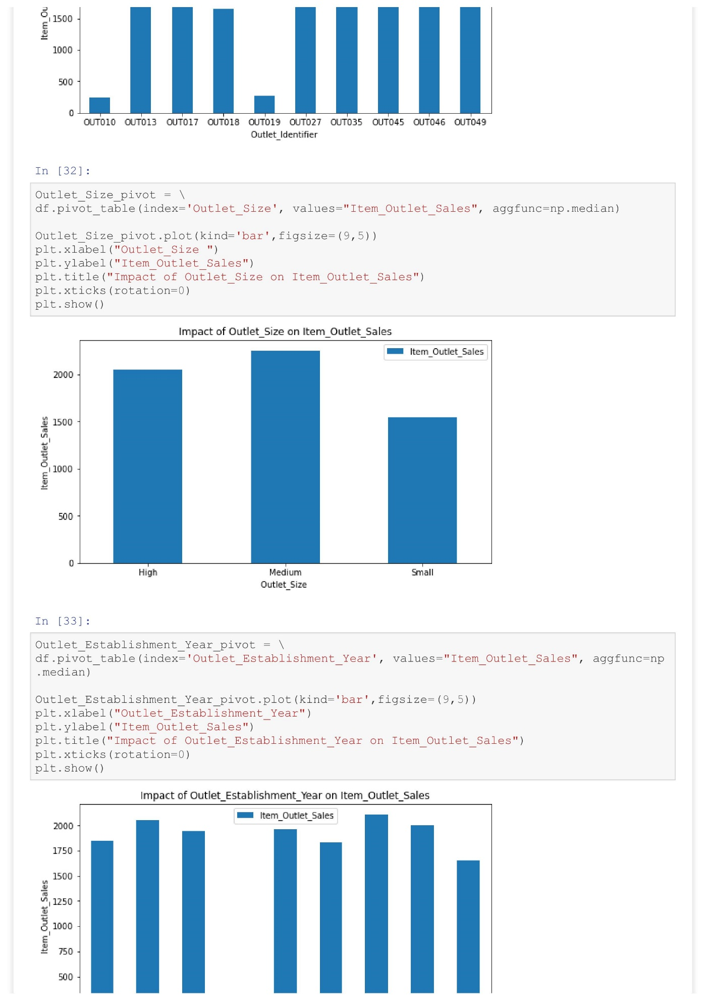 Item_Ou
1500
1000
500
0
OUT010 OUT013 OUT017 OUT018 OUT019 OUT027 OUT035 OUT045 OUT046 OUT049
Outlet_Identifier
In [32]:
Outlet_Size_pivot = \
df.pivot_table(index='Outlet_Size', values="Item_Outlet_Sales", aggfunc=np.median)
Outlet_Size_pivot.plot(kind='bar',figsize=(9,5))
plt.xlabel("Outlet_Size ")
plt.ylabel("Item_Outlet_Sales")
plt.title("Impact of Outlet_Size on Item_Outlet_Sales")
plt.xticks(rotation=0)
plt.show()
Impact of Outlet_Size on Item_Outlet_Sales
Item_Outlet_Sales
2000
1500
1000
500
0
Item_Outlet_Sales
High Medium Small
Outlet_Size
In [33]:
Outlet_Establishment_Year_pivot = \
df.pivot_table(index='Outlet_Establishment_Year', values="Item_Outlet_Sales", aggfunc=np
.median)
Outlet_Establishment_Year_pivot.plot(kind='bar',figsize=(9,5))
plt.xlabel("Outlet_Establishment_Year")
plt.ylabel("Item_Outlet_Sales")
plt.title("Impact of Outlet_Establishment_Year on Item_Outlet_Sales")
plt.xticks(rotation=0)
plt.show()
Impact of Outlet_Establishment_Year on Item_Outlet_Sales
Item_Outlet_Sales
2000
1750
1500
1250
1000
750
500
Item_Outlet_Sales